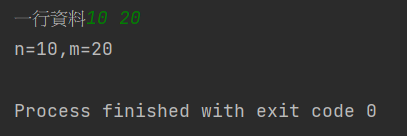 一行資料10 20
n=10,m=20
Process finished with exit code 0